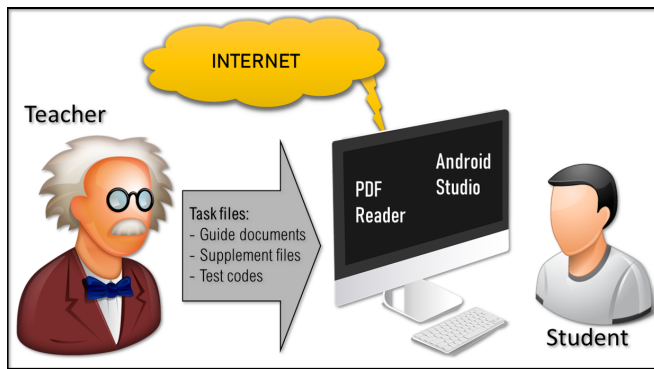 INTERNET
Teacher
Task files:
- Guide documents
- Supplement files
- Test codes
PDF
Reader
Android
Studio
Student